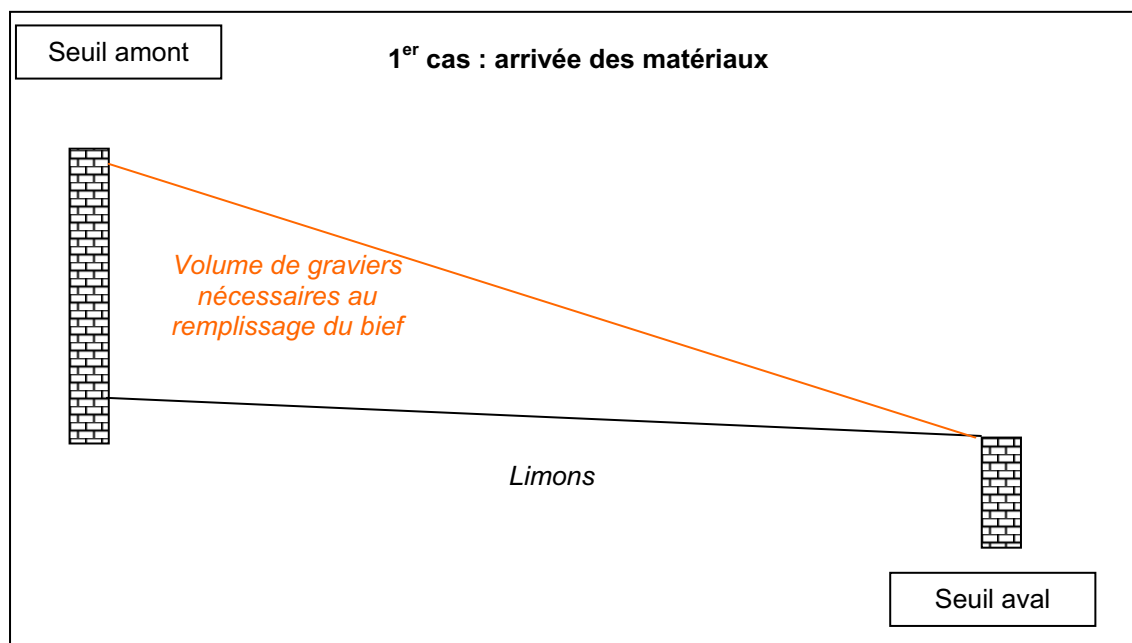 Seuil amont
1er cas : arrivée des matériaux
Volume de graviers
nécessaires au
remplissage du bief
Limons
Seuil aval